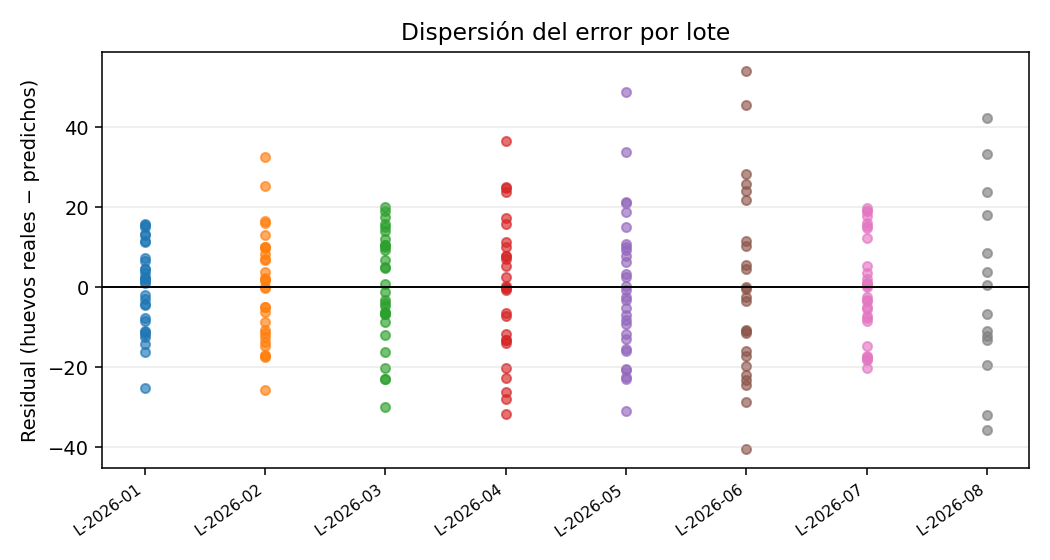 Dispersión del error por lote
Residual (huevos reales − predichos)
40
20
0
−20
−40
L-2026-01
L-2026-02
L-2026-03
L-2026-04
L-2026-05
L-2026-06
L-2026-07
L-2026-08